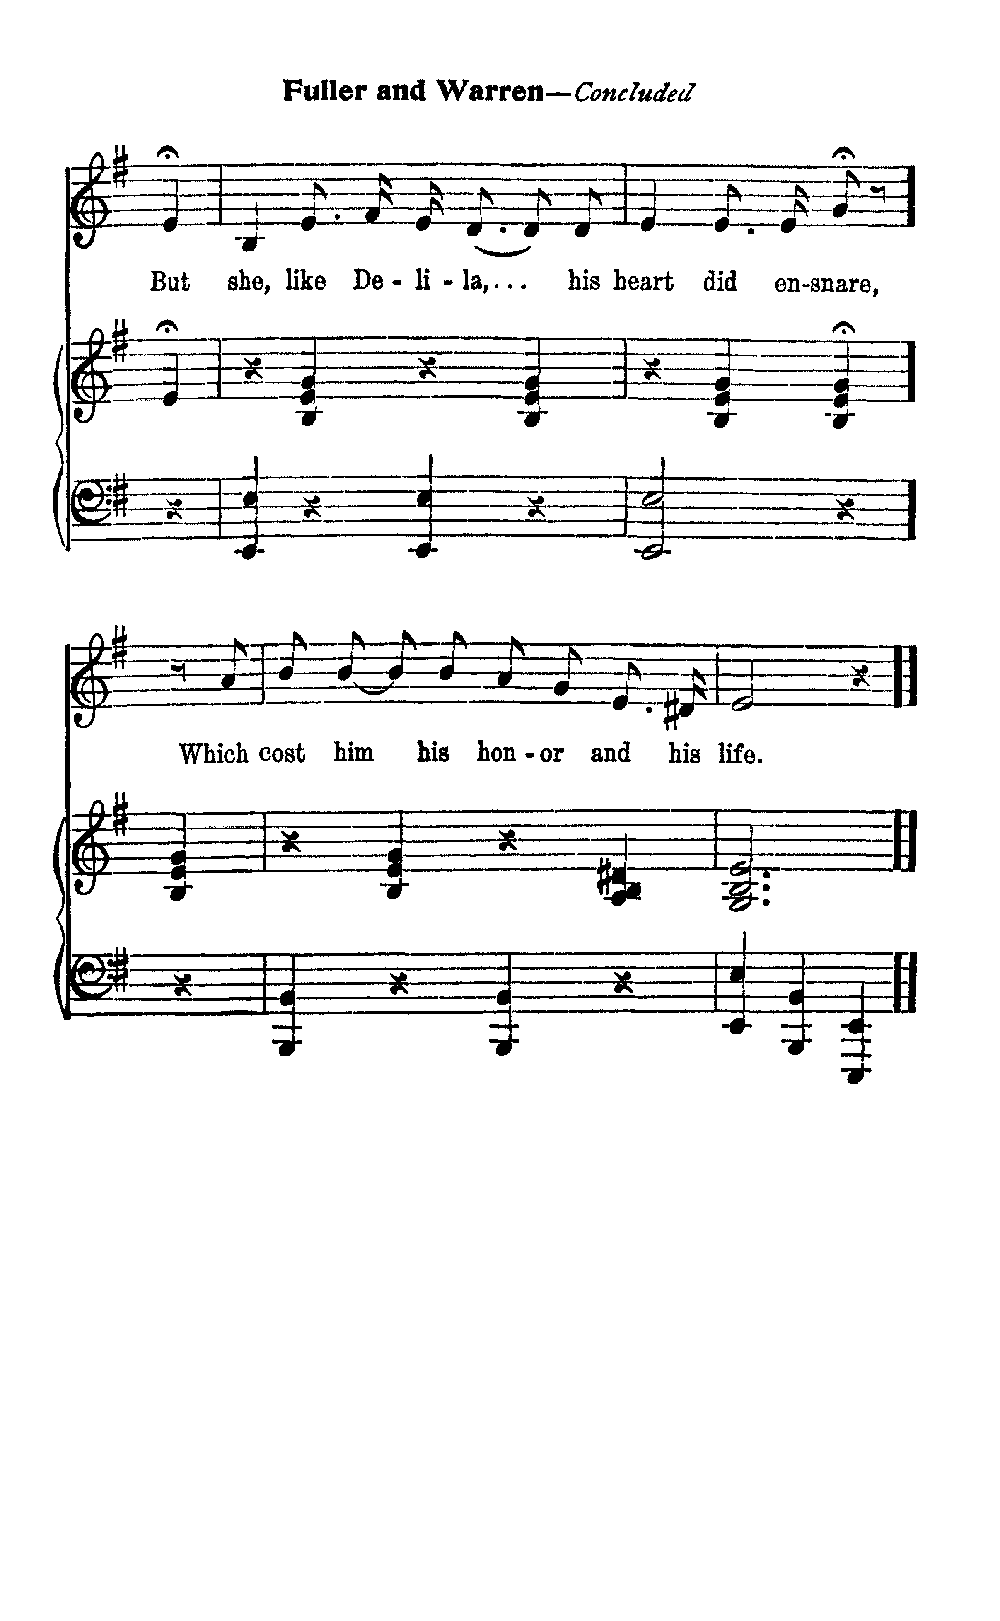 Fuller and Warren—Concluded
But she, like De - li - la,... his heart did en-snare,
Which cost him his hon - or and his life.